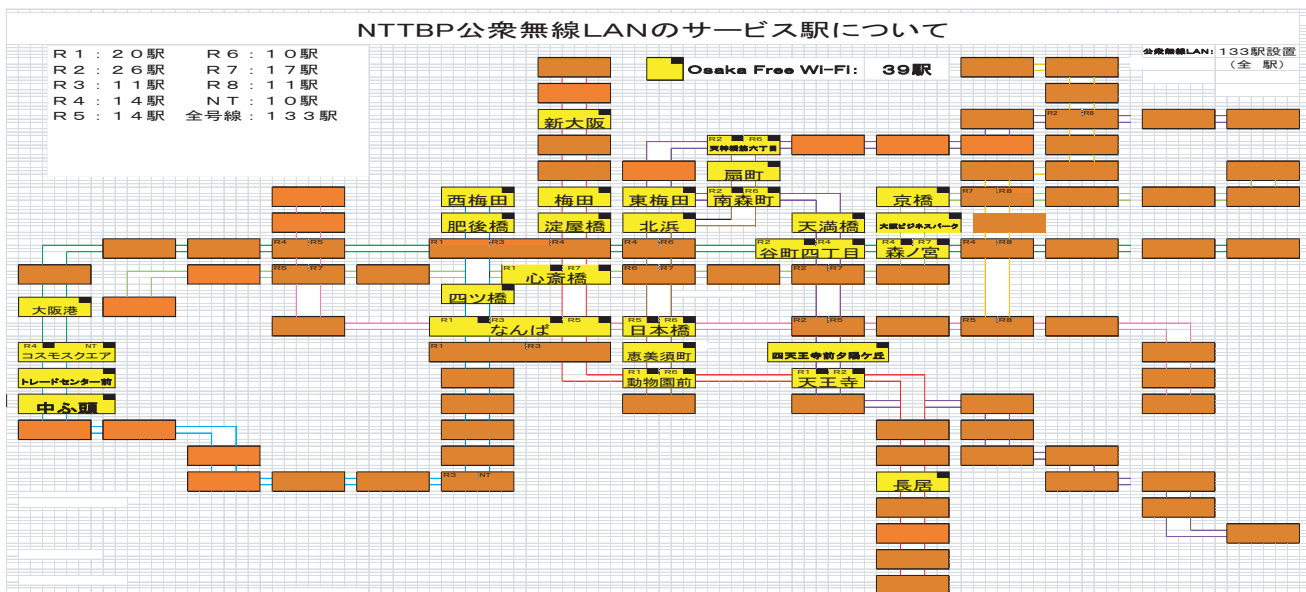 NTTBP公衆無線LANのサービス駅について
R1:20駅 R6:10駅
R2:26駅 R7:17駅
R3:11駅 R8:11駅
R4:14駅 NT:10駅
R5:14駅 全号線:133駅
Osaka Free Wi-Fi: 39駅
公衆無線LAN: 133駅設置
(全 駅)
新大阪
R2 R8
R2 R6
天神橋筋六丁目
扇町
西梅田
梅田
東梅田
R2 R6
南森町
京橋
R7 R8
肥後橋
淀屋橋
北浜
天満橋
大阪ビジネスパーク
R4 R5
R1 R3 R4
R4 R6
R2 R4
谷町四丁目
R4 R7
森ノ宮
R4 R8
R5 R7
R1 R7
心斎橋
R6 R7
R2 R7
四ツ橋
大阪港
R1 R3 R5
なんば
R5 R6
日本橋
R2 R5
R5 R8
R4 NT
コスモスクエア
R1 R3
恵美須町
四天王寺前夕陽ケ丘
トレードセンター前
R1 R6
動物園前
R1 R2
天王寺
中ふ頭
R3 NT
長居